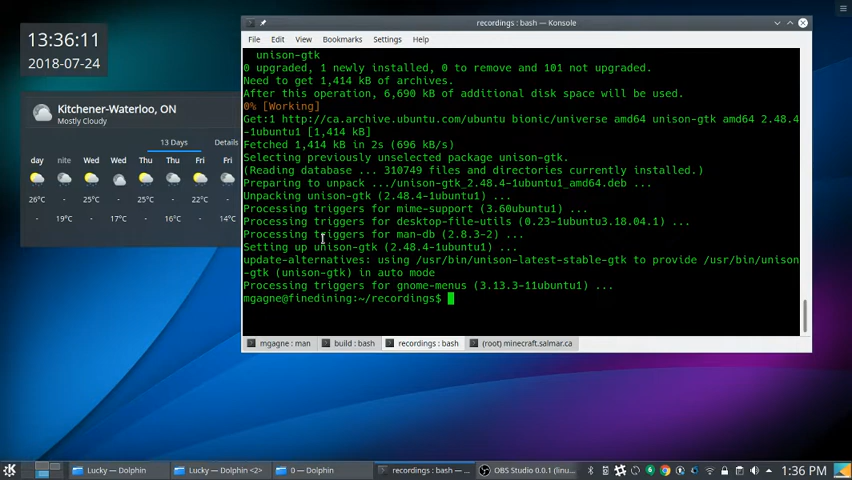 13:36:11
2018-07-24
Kitchener-Waterloo, ON
Mostly Cloudy
13 Days
Details
day
nite
Wed
Wed
Thu
Thu
Fri
Fri
26°C
-
25°C
-
25°C
-
22°C
-
-
19°C
-
17°C
-
16°C
-
14°C
recordings : bash — Konsole
File
Edit
View
Bookmarks
Settings
Help
unison-gtk
0 upgraded, 1 newly installed, 0 to remove and 101 not upgraded.
Need to get 1,414 kB of archives.
After this operation, 6,690 kB of additional disk space will be used.
0% [Working]
Get:1 http://ca.archive.ubuntu.com/ubuntu bionic/universe amd64 unison-gtk amd64 2.48.4
-1ubuntu1 [1,414 kB]
Fetched 1,414 kB in 2s (696 kB/s)
Selecting previously unselected package unison-gtk.
(Reading database ... 310749 files and directories currently installed.)
Preparing to unpack .../unison-gtk_2.48.4-1ubuntu1_amd64.deb ...
Unpacking unison-gtk (2.48.4-1ubuntu1) ...
Processing triggers for mime-support (3.60ubuntu1) ...
Processing triggers for desktop-file-utils (0.23-1ubuntu3.18.04.1) ...
Processing triggers for man-db (2.8.3-2) ...
Setting up unison-gtk (2.48.4-1ubuntu1) ...
update-alternatives: using /usr/bin/unison-latest-stable-gtk to provide /usr/bin/unison
-gtk (unison-gtk) in auto mode
Processing triggers for gnome-menus (3.13.3-11ubuntu1) ...
mgagne@finedining:~/recordings$
mgagne : man
build : bash
recordings : bash
(root) minecraft.salmar.ca
Lucky — Dolphin
Lucky — Dolphin <2>
0 — Dolphin
recordings : bash — ...
OBS Studio 0.0.1 (linu...
1:36 PM